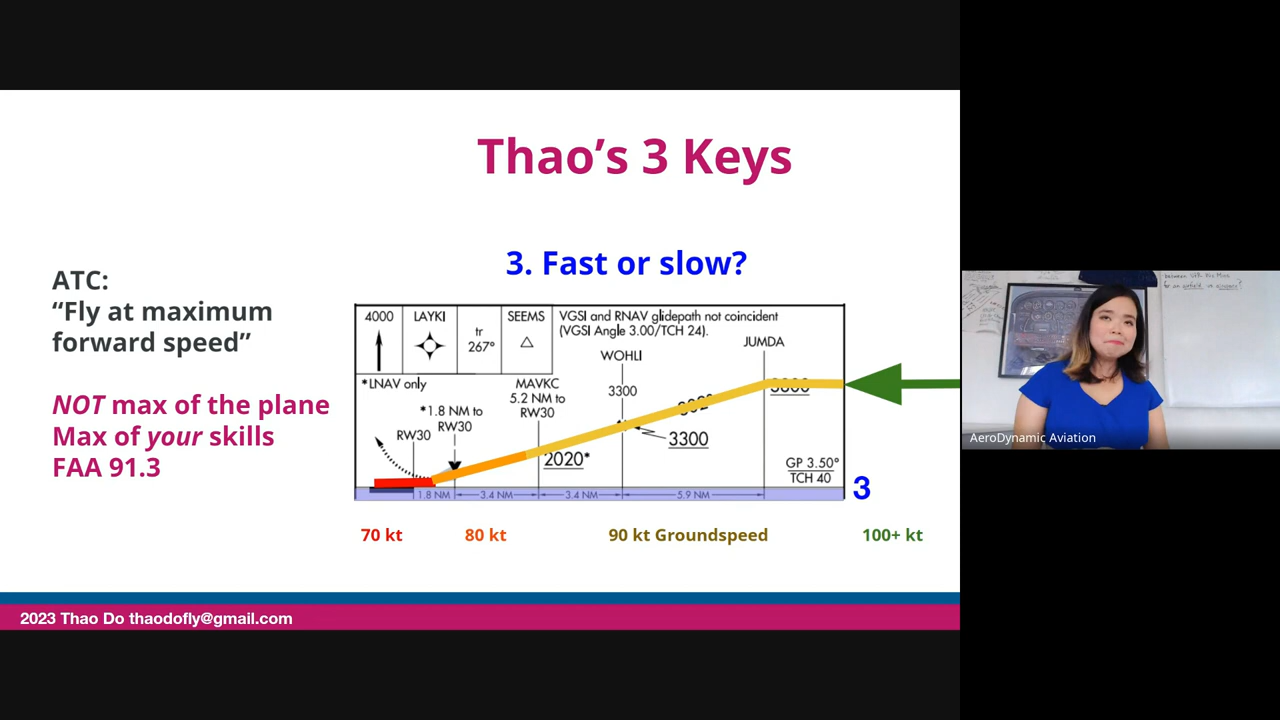 Thao's 3 Keys
3. Fast or slow?
ATC:
“Fly at maximum
forward speed”
NOT max of the plane
Max of your skills
FAA 91.3
4000
LAYKI
tr
267°
SEEMS
VGSI and RNAV glidepath not coincident
(VGSI Angle 3.00/TCH 24).
JUMDA
WOHLI
*LNAV only
MAVKC
5.2 NM to
RW30
3300
*1.8 NM to
RW30
RW30
3300
2020*
GP 3.50°
TCH 40
1.8 NM
3.4 NM
3.4 NM
5.9 NM
3
70 kt
80 kt
90 kt Groundspeed
100+ kt
2023 Thao Do thaodofly@gmail.com
AeroDynamic Aviation